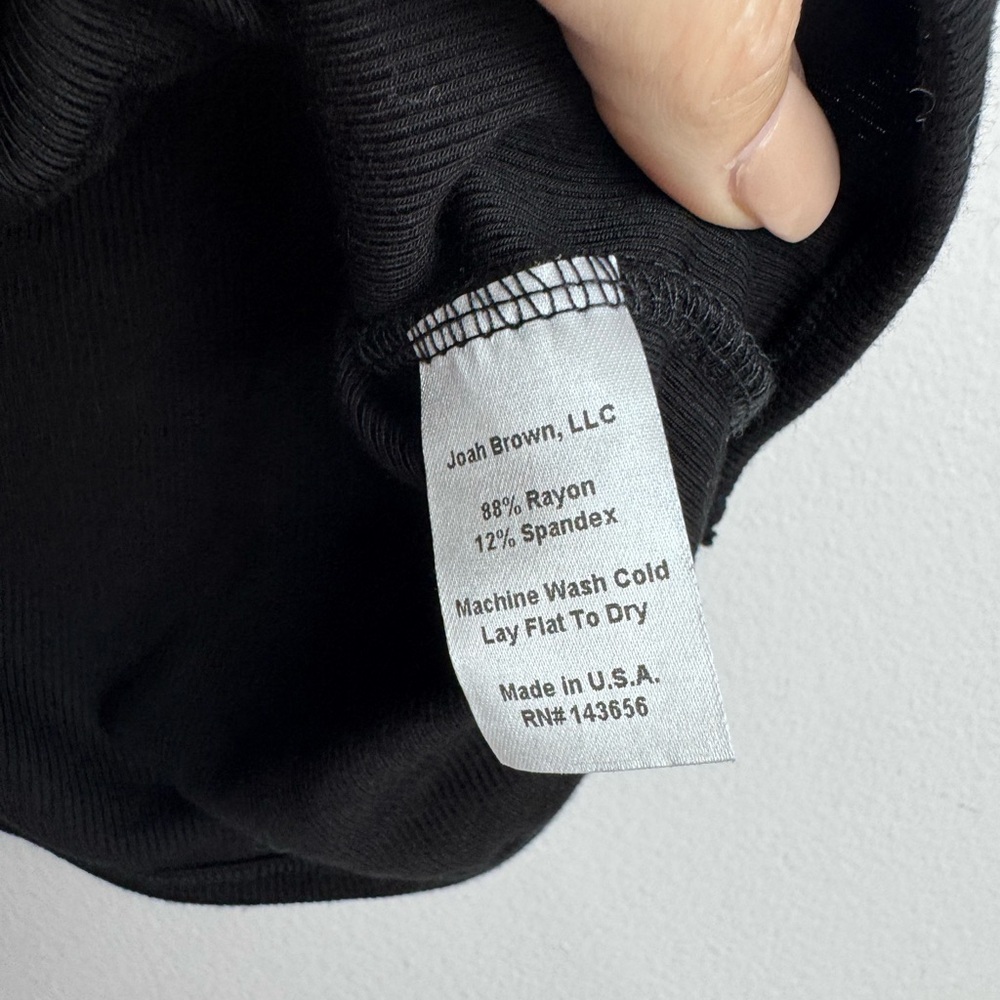 Joah Brown, LLC
88% Rayon
12% Spandex
Machine Wash Cold
Lay Flat To Dry
Made in U.S.A.
RN# 143656